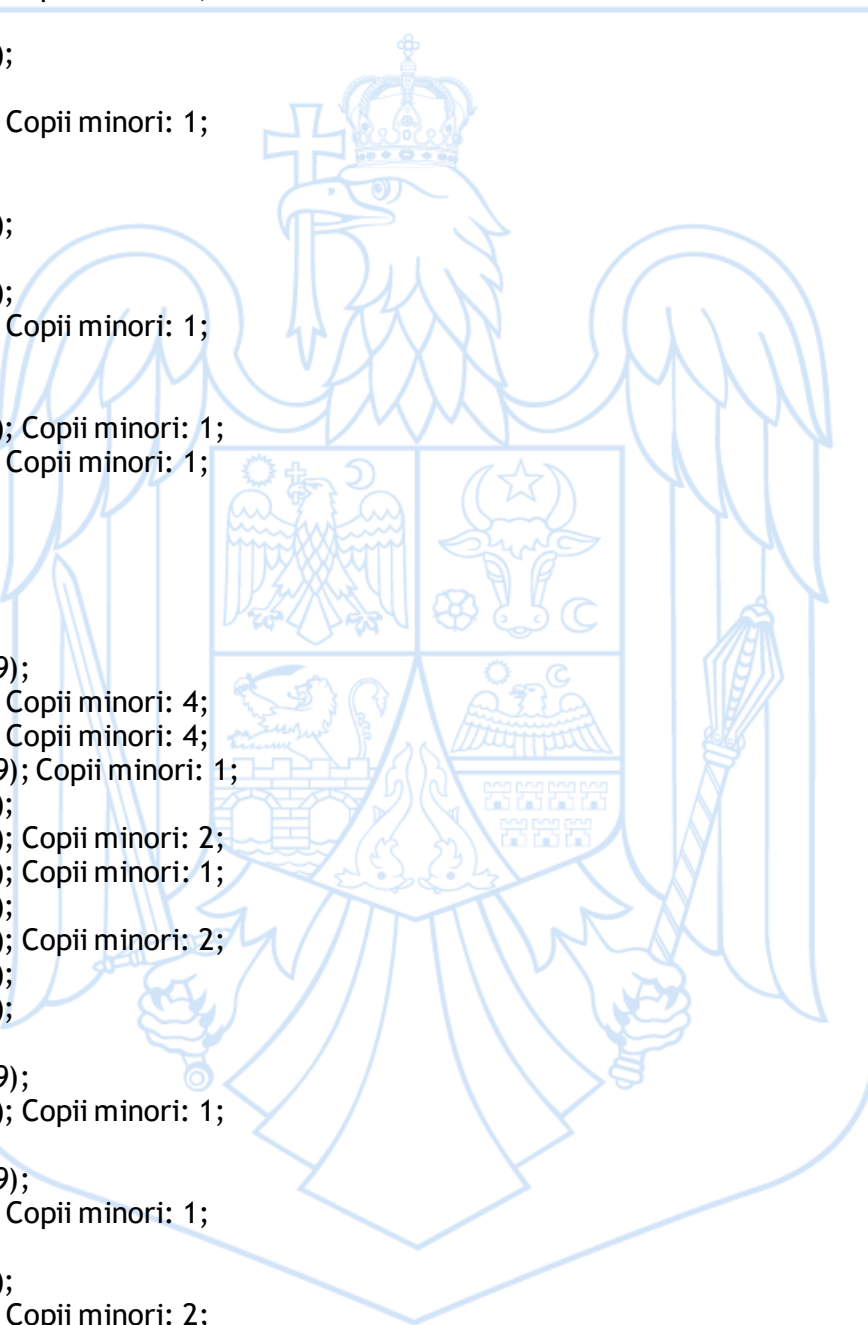 );
Copii minori: 1;
);
);
Copii minori: 1;
); Copii minori: 1;
Copii minori: 1;
9);
Copii minori: 4;
Copii minori: 4;
9); Copii minori: 1;
);
); Copii minori: 2;
); Copii minori: 1;
);
); Copii minori: 2;
);
);
9);
); Copii minori: 1;
9);
Copii minori: 1;
);
Copii minori: 2;